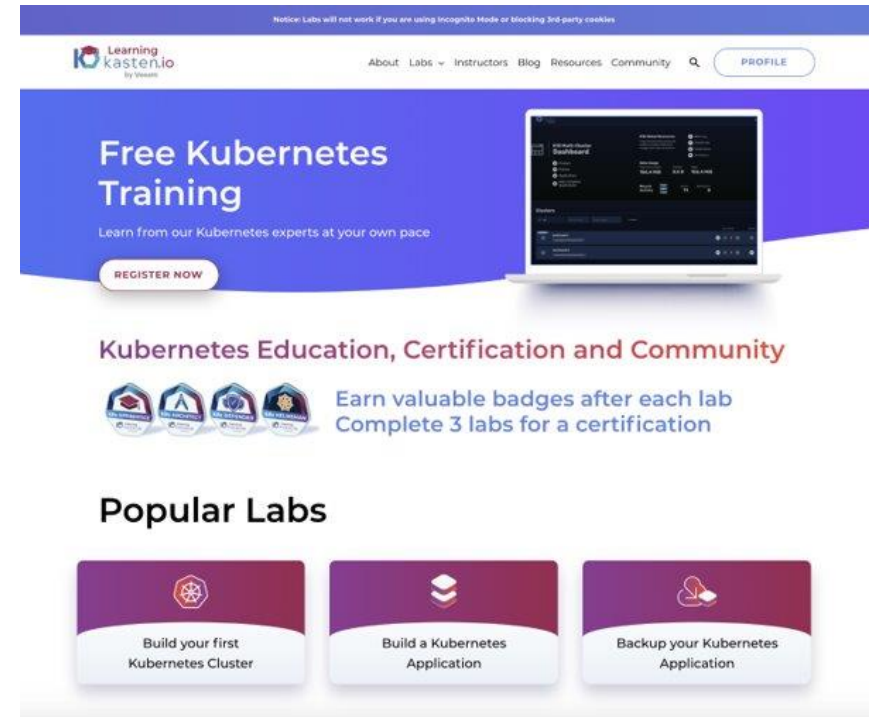 Notice: Labs will not work if you are using Incognito Mode or blocking 3rd-party cookies
Learning
kasten.io
by Veeam
About Labs Instructors Blog Resources Community PROFILE
Free Kubernetes
Training
Learn from our Kubernetes experts at your own pace
REGISTER NOW
Dashboard
Kubernetes Education, Certification and Community
Earn valuable badges after each lab
Complete 3 labs for a certification
Popular Labs
Build your first
Kubernetes Cluster
Build a Kubernetes
Application
Backup your Kubernetes
Application